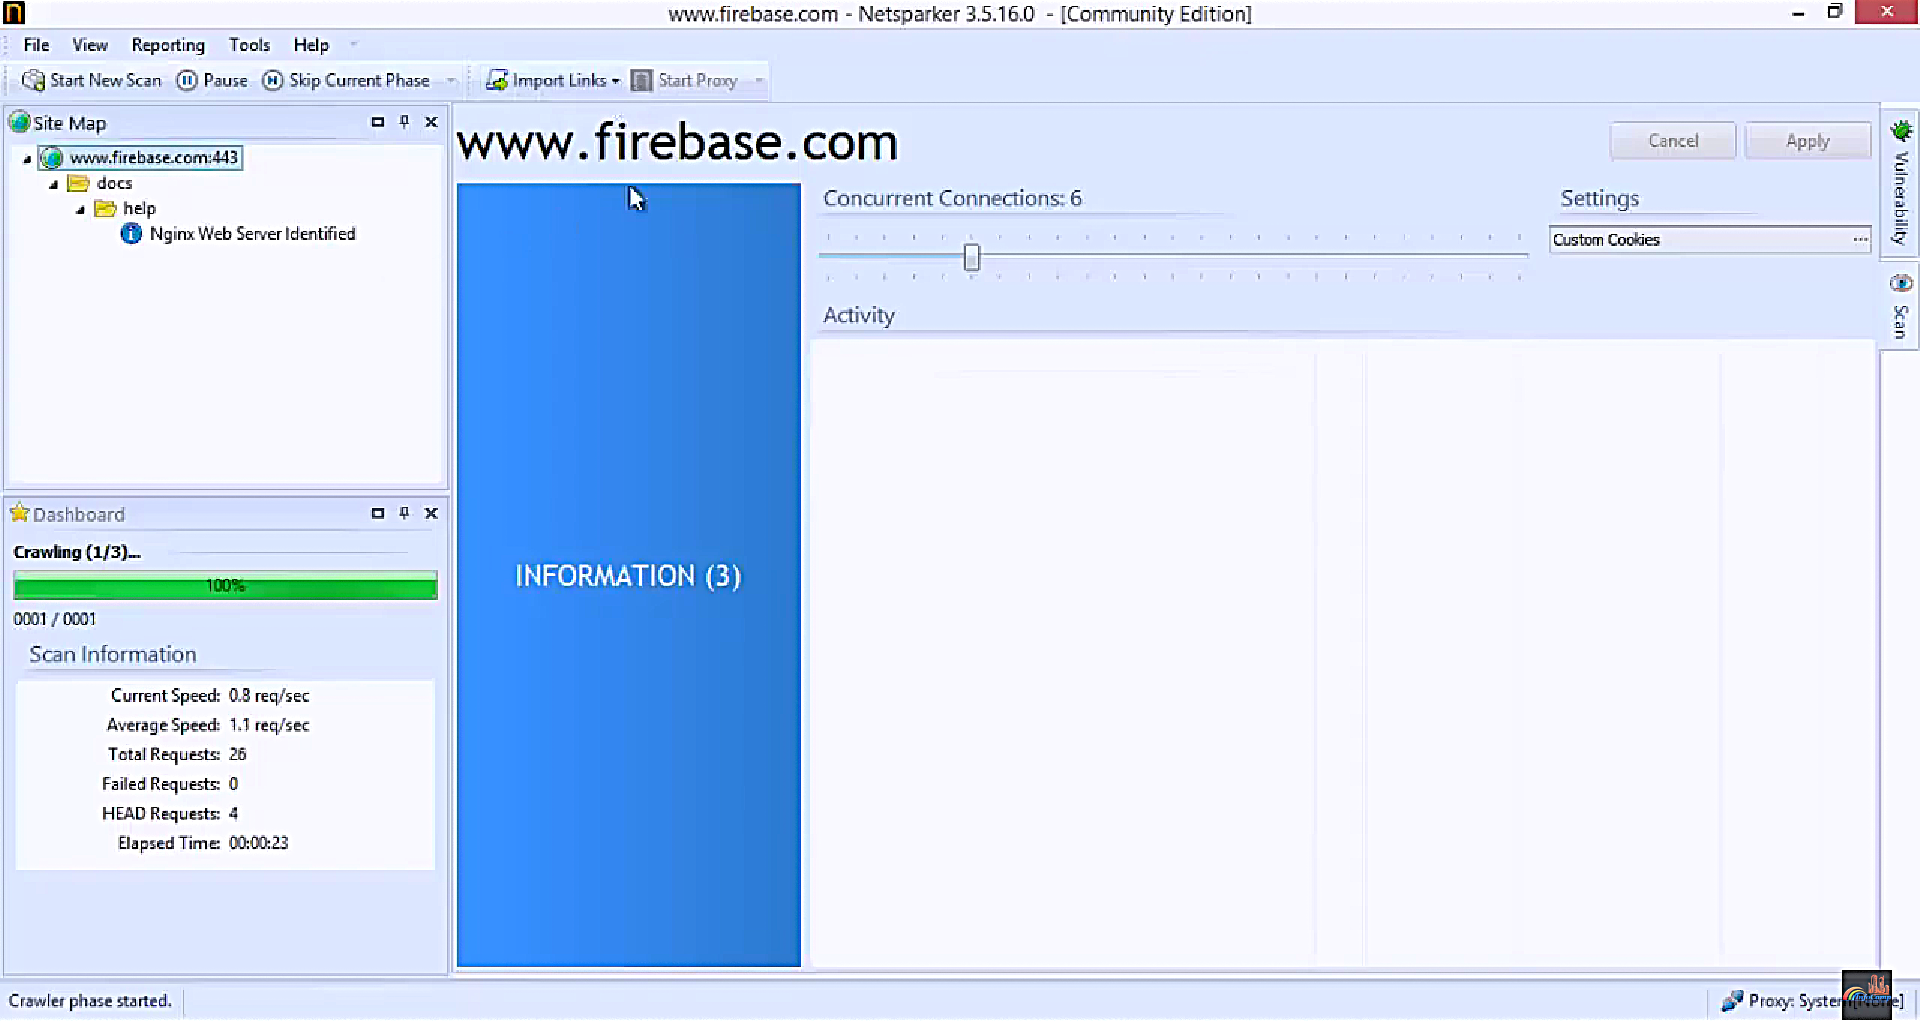 www.firebase.com - Netsparker 3.5.16.0 - [Community Edition]
File View Reporting Tools Help
Start New Scan Pause Skip Current Phase Import Links Start Proxy
Site Map
www.firebase.com:443
docs
help
Nginx Web Server Identified
www.firebase.com
Cancel Apply
Concurrent Connections: 6
Settings
Custom Cookies ...
Activity
INFORMATION (3)
Vulnerability
Scan
Dashboard
Crawling (1/3)...
100%
0001 / 0001
Scan Information
Current Speed: 0.8 req/sec
Average Speed: 1.1 req/sec
Total Requests: 26
Failed Requests: 0
HEAD Requests: 4
Elapsed Time: 00:00:23
Crawler phase started.
Proxy: